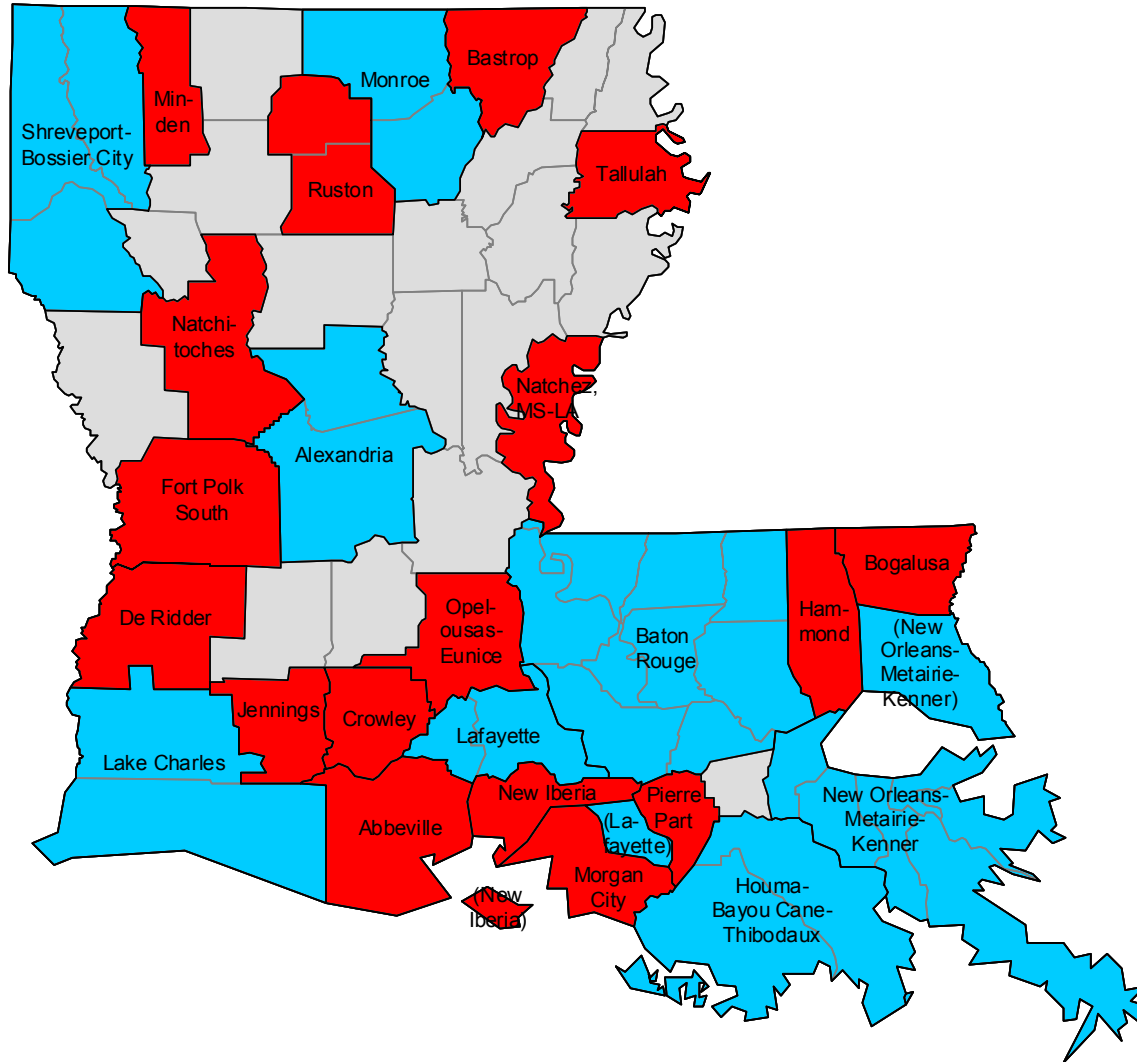 Bastrop
Monroe
Min-
den
Shreveport-
Bossier City
Tallulah
Ruston
Natchi-
toches
Natchez,
MS-LA
Alexandria
Fort Polk
South
Bogalusa
De Ridder
Opel-
ousas-
Eunice
Ham-
mond
Baton
Rouge
(New
Orleans-
Metairie-
Kenner)
Jennings
Crowley
Lafayette
Lake Charles
New Iberia
Pierre
Part
New Orleans-
Metairie-
Kenner
Abbeville
(La-
fayette)
Morgan
City
Houma-
Bayou Cane-
Thibodaux
(New
Iberia)